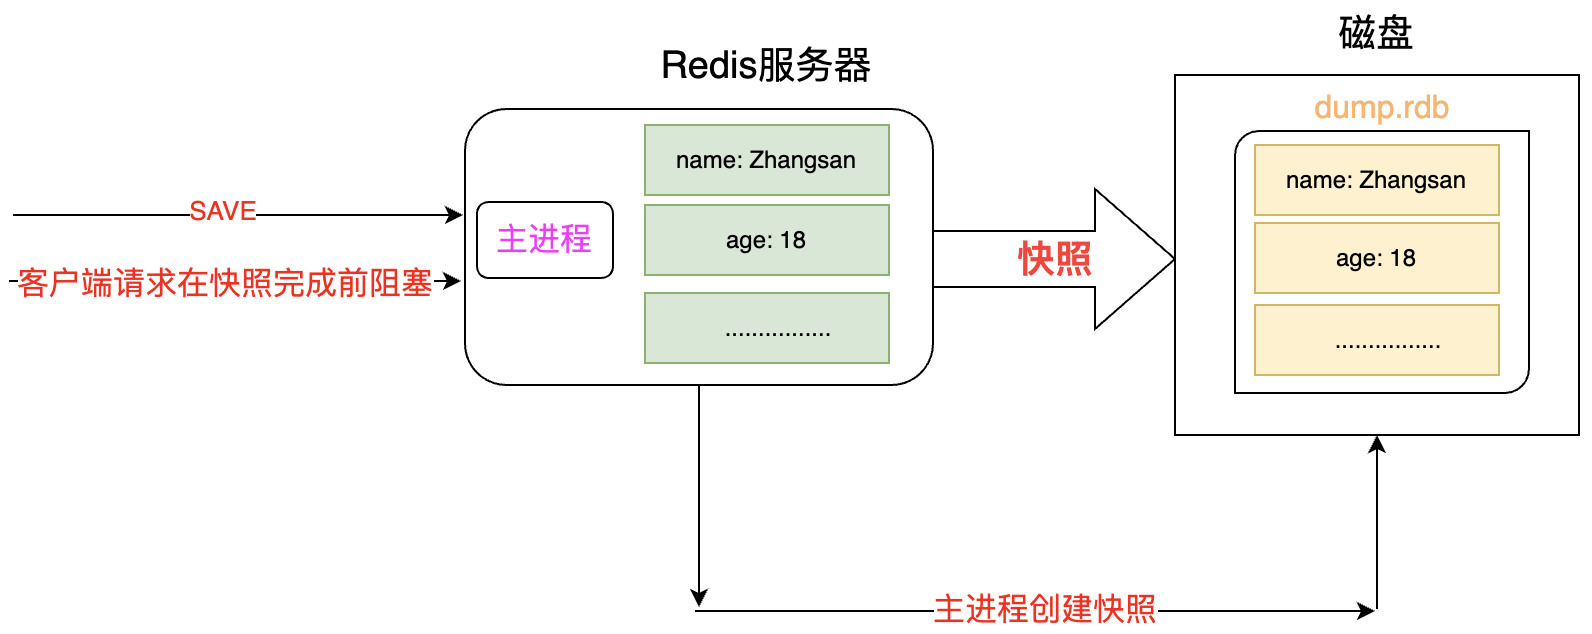 磁盘
Redis服务器
dump.rdb
name: Zhangsan
name: Zhangsan
SAVE
主进程
age: 18
快照
age: 18
客户端请求在快照完成前阻塞
................
................
主进程创建快照